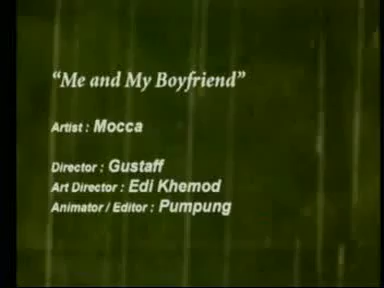 “Me and My Boyfriend”
Artist : Mocca
Director : Gustaff
Art Director : Edi Khemod
Animator / Editor : Pumpung